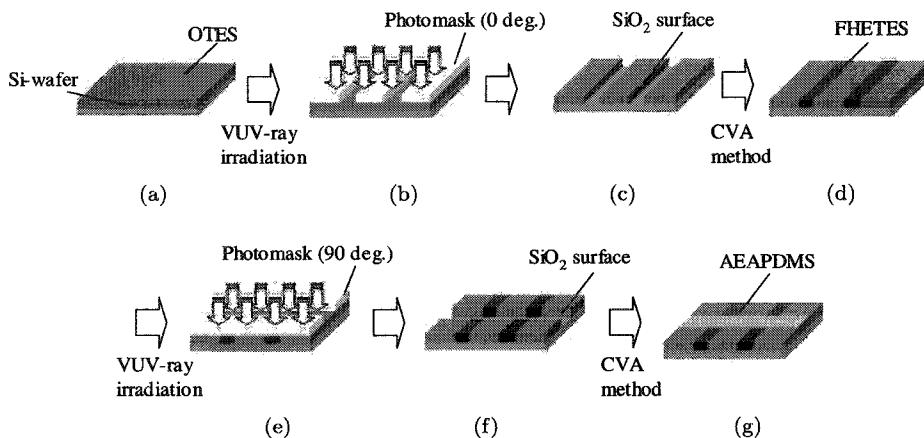 OTES
Si-wafer
VUV-ray
irradiation
(a)
Photomask (0 deg.)
(b)
SiO₂ surface
(c)
CVA
method
FHETES
(d)
VUV-ray
irradiation
Photomask (90 deg.)
(e)
SiO₂ surface
(f)
CVA
method
AEAPDMS
(g)